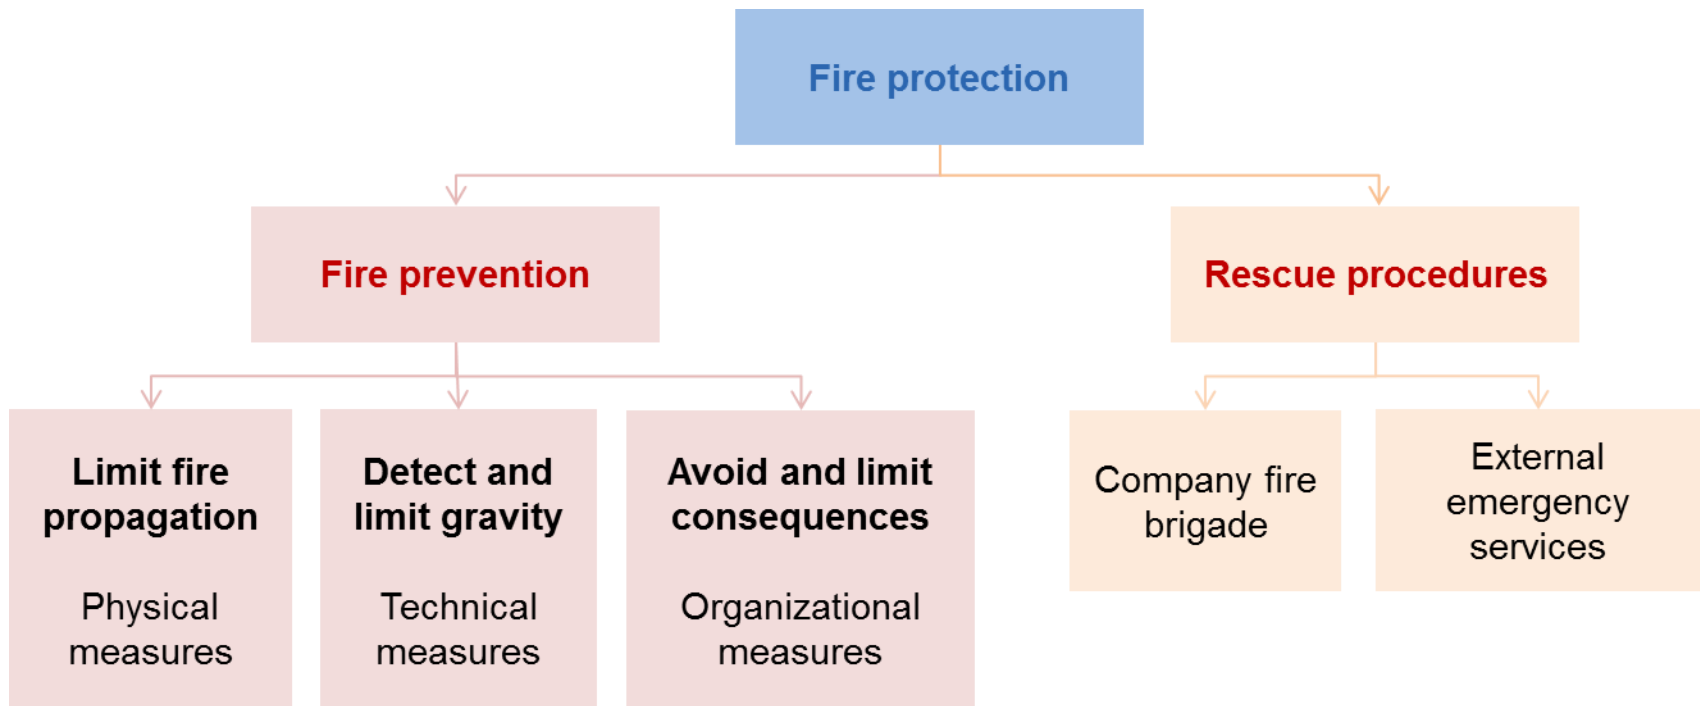 Fire protection
Fire prevention
Rescue procedures
Limit fire
propagation
Physical
measures
Detect and
limit gravity
Technical
measures
Avoid and limit
consequences
Organizational
measures
Company fire
brigade
External
emergency
services